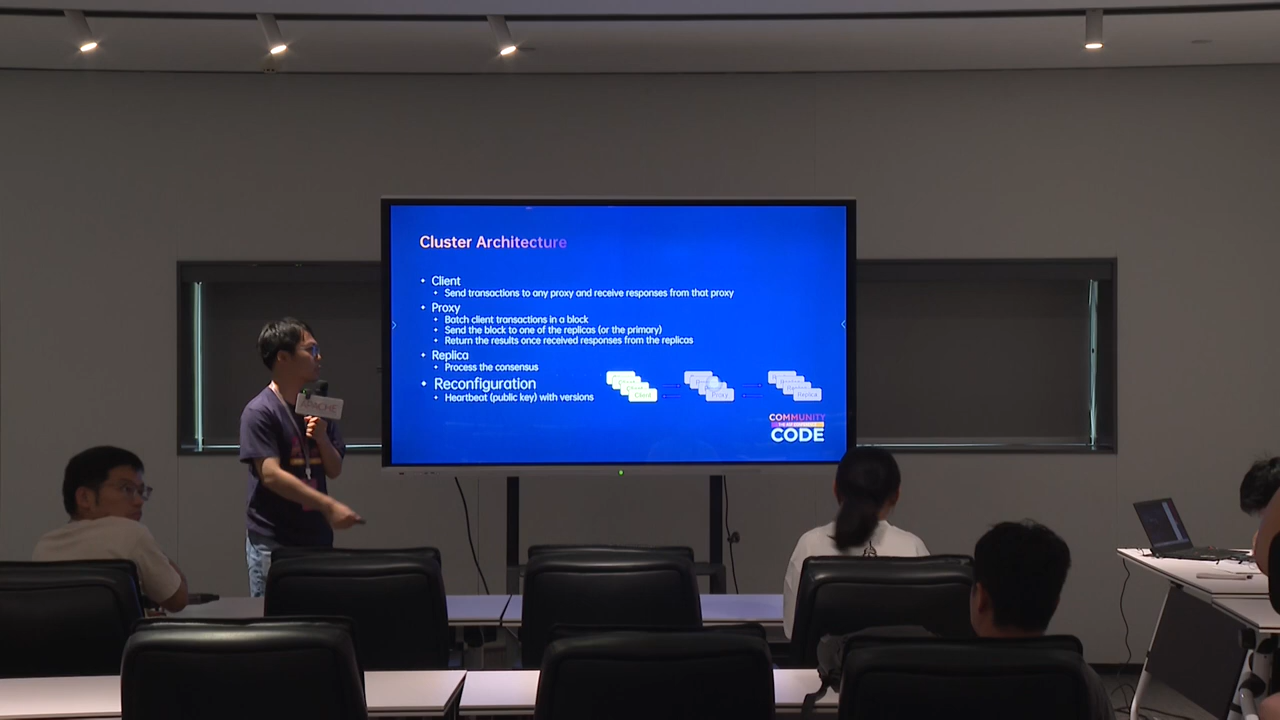 Cluster Architecture
Client
Send transactions to any proxy and receive responses from that proxy
Proxy
Batch client transactions in a block
Send the block to one of the replicas (or the primary)
Return the results once received responses from the replicas
Replica
Process the consensus
Reconfiguration
Heartbeat (public key) with versions
Client
Proxy
Replica
COMMUNITY
CODE